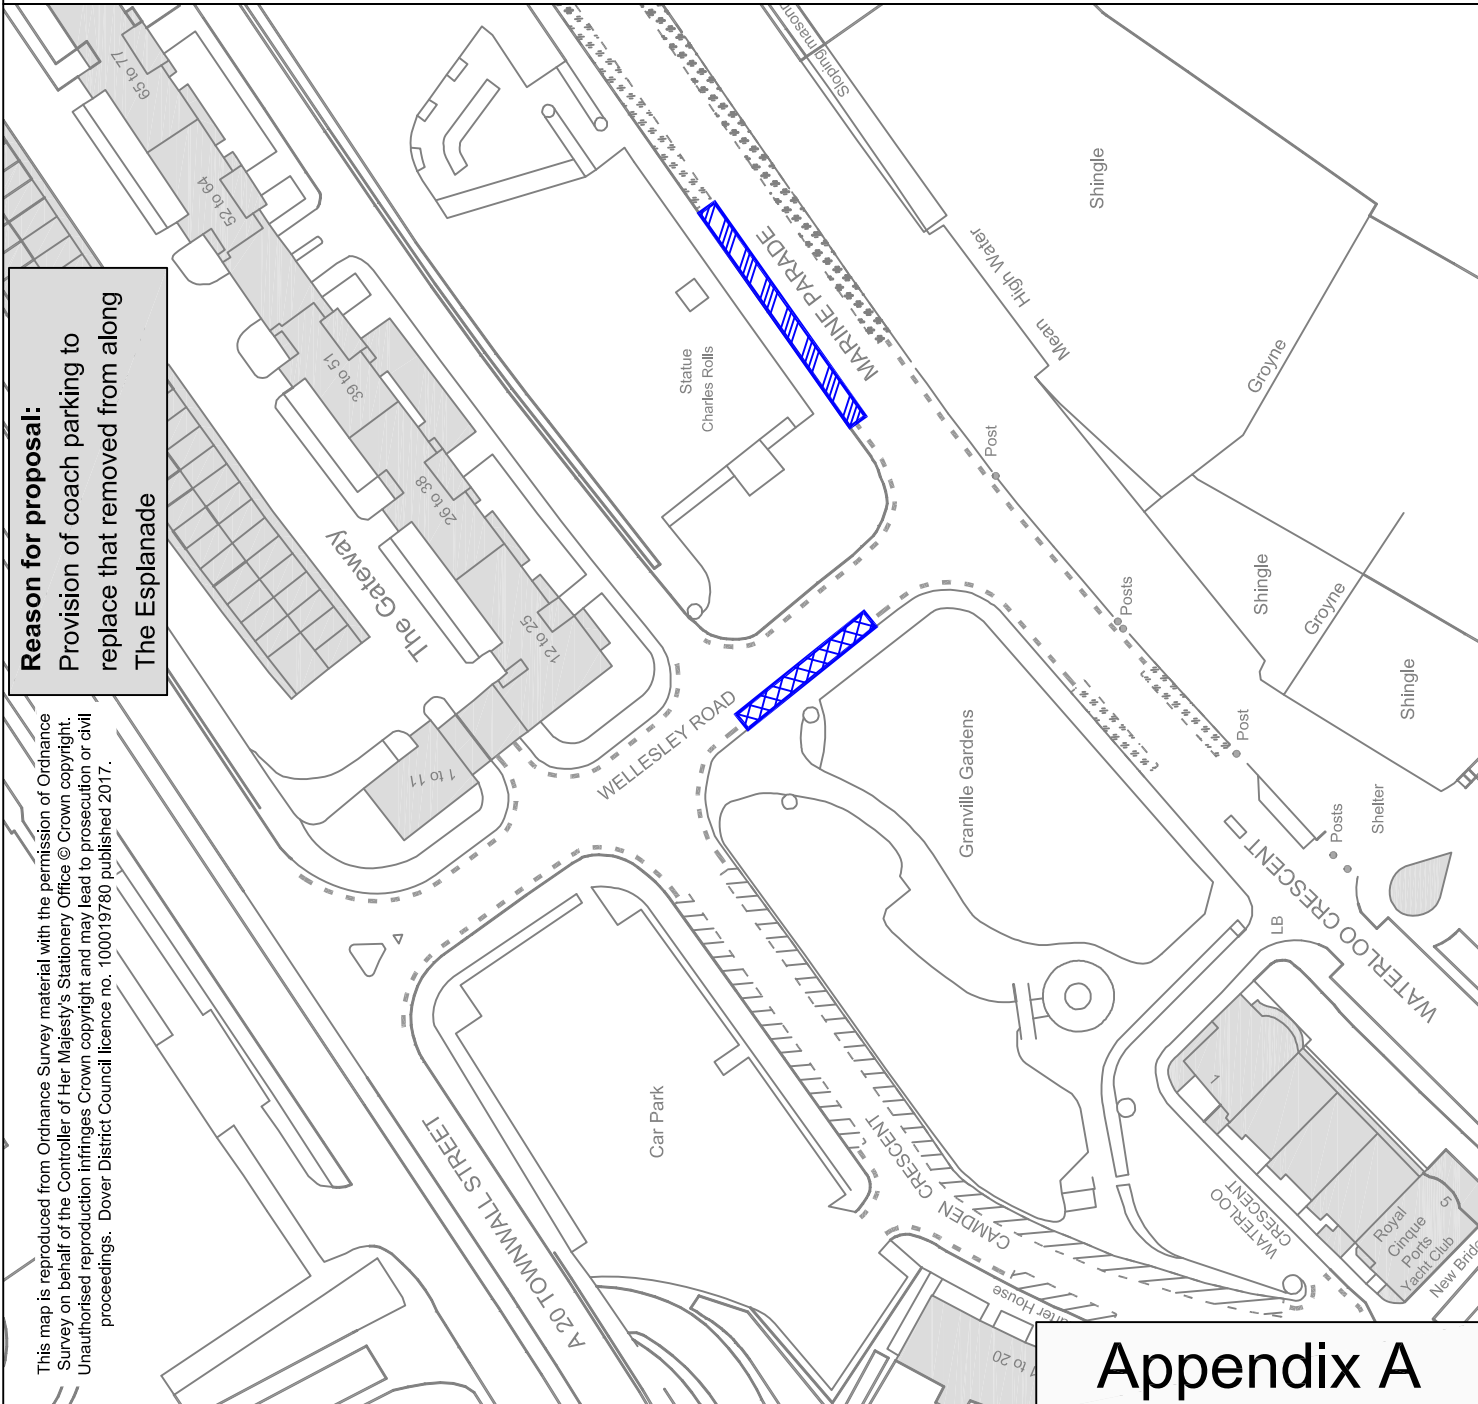 Reason for proposal:
Provision of coach parking to
replace that removed from along
The Esplanade
This map is reproduced from Ordnance Survey material with the permission of Ordnance
Survey on behalf of the Controller of Her Majesty's Stationery Office © Crown copyright.
Unauthorised reproduction infringes Crown copyright and may lead to prosecution or civil
proceedings. Dover District Council licence no. 100019780 published 2017.
65 to 77
52 to 64
39 to 51
26 to 38
12 to 25
1 to 11
The Gateway
Statue
Charles Rolls
MARINE PARADE
Sloping mason
Shingle
Mean High Water
Groyne
Post
Posts
Shingle
Groyne
Shingle
Post
Posts
Shelter
WELLESLEY ROAD
Granville Gardens
WATERLOO CRESCENT
LB
Car Park
A 20 TOWNWALL STREET
CAMDEN CRESCENT
WATERLOO
CRESCENT
1
5
Royal
Cinque
Ports
Yacht Club
New Bridg
House
to 20
Appendix A